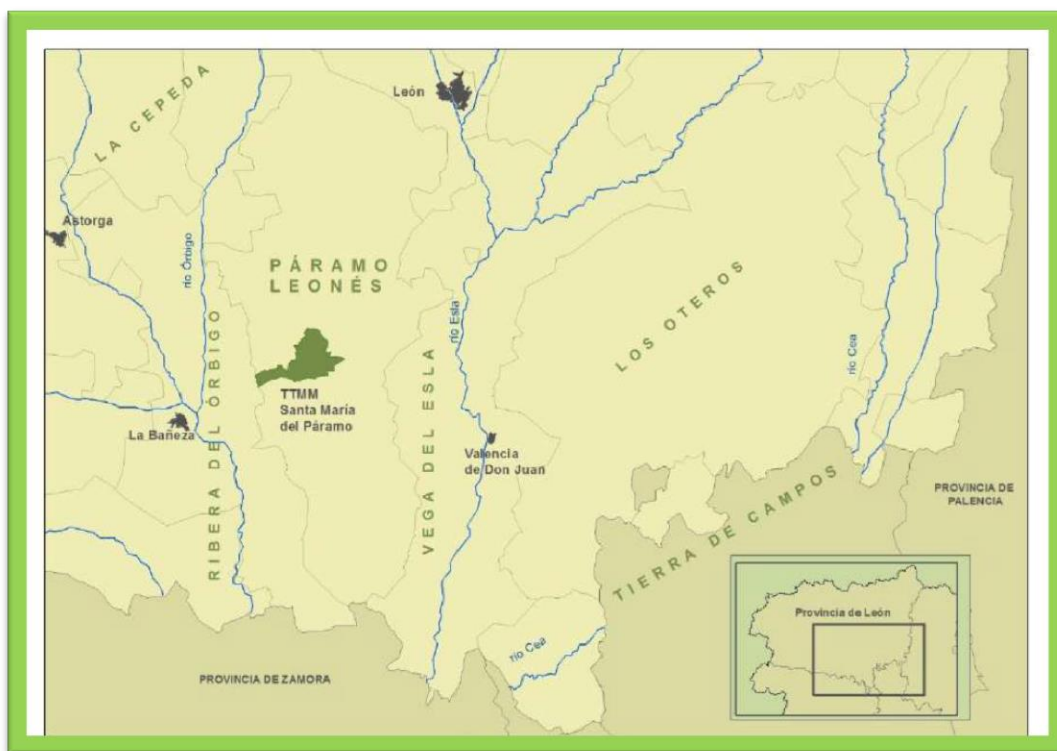 León
LA CEPEDA
Astorga
río Órbigo
PÁRAMO
LEONÉS
río Esla
LOS OTEROS
río Cea
RIBERA DEL ORBIGO
VEGA DEL ESLA
TTMM
Santa María
del Páramo
La Bañeza
Valencia
de Don Juan
TIERRA DE CAMPOS
PROVINCIA DE
PALENCIA
Provincia de León
río Cea
PROVINCIA DE ZAMORA